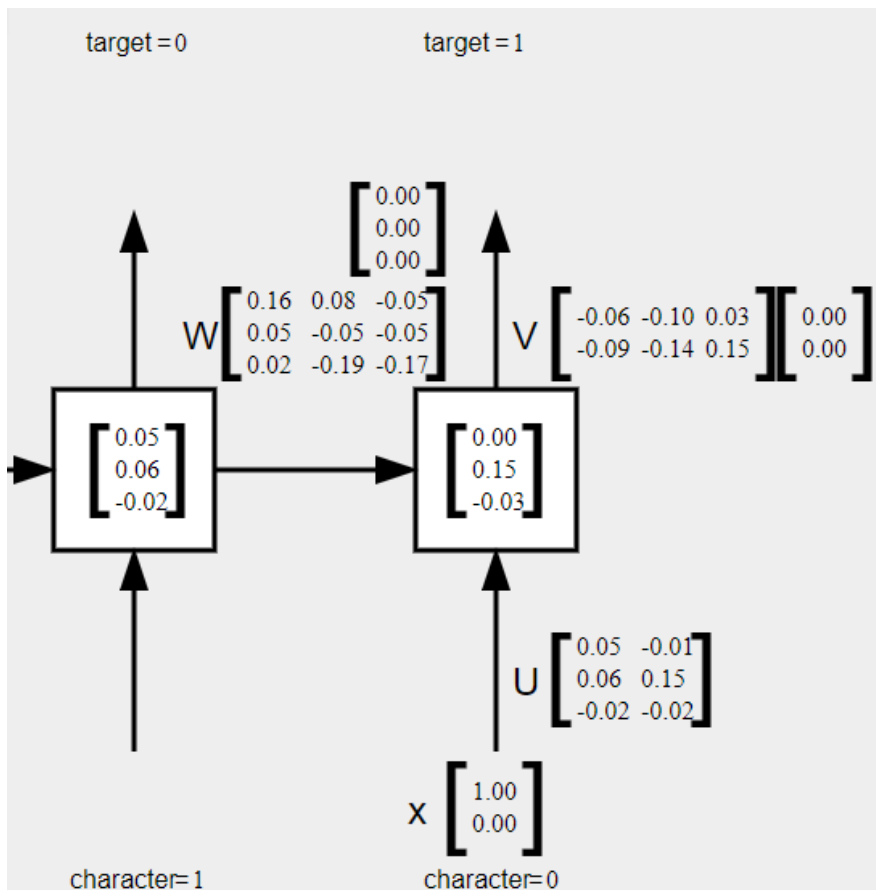 target = 0 target = 1
0.00
0.00
0.00
W 0.16 0.08 -0.05
0.05 -0.05 -0.05
0.02 -0.19 -0.17
V -0.06 -0.10 0.03 0.00
-0.09 -0.14 0.15 0.00
0.05
0.06
-0.02
0.00
0.15
-0.03
U 0.05 -0.01
0.06 0.15
-0.02 -0.02
x 1.00
0.00
character= 1 character= 0